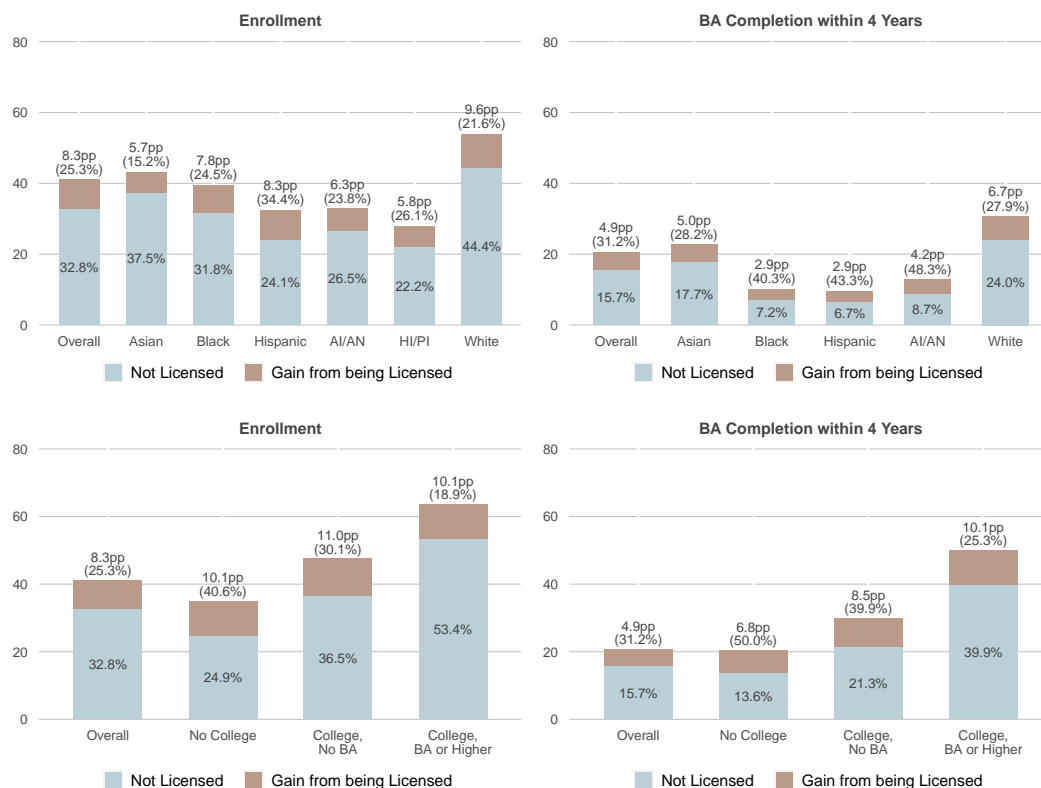 Enrollment
80
60
40
20
0
8.3pp
(25.3%)
32.8%
5.7pp
(15.2%)
37.5%
7.8pp
(24.5%)
31.8%
8.3pp
(34.4%)
24.1%
6.3pp
(23.8%)
26.5%
5.8pp
(26.1%)
22.2%
9.6pp
(21.6%)
44.4%
Overall Asian Black Hispanic AI/AN HI/PI White
Not Licensed Gain from being Licensed
BA Completion within 4 Years
80
60
40
20
0
4.9pp
(31.2%)
15.7%
5.0pp
(28.2%)
17.7%
2.9pp
(40.3%)
7.2%
2.9pp
(43.3%)
6.7%
4.2pp
(48.3%)
8.7%
6.7pp
(27.9%)
24.0%
Overall Asian Black Hispanic AI/AN White
Not Licensed Gain from being Licensed
Enrollment
80
60
40
20
0
8.3pp
(25.3%)
32.8%
10.1pp
(40.6%)
24.9%
11.0pp
(30.1%)
36.5%
10.1pp
(18.9%)
53.4%
Overall No College College, College,
No BA BA or Higher
Not Licensed Gain from being Licensed
BA Completion within 4 Years
80
60
40
20
0
4.9pp
(31.2%)
15.7%
6.8pp
(50.0%)
13.6%
8.5pp
(39.9%)
21.3%
10.1pp
(25.3%)
39.9%
Overall No College College, College,
No BA BA or Higher
Not Licensed Gain from being Licensed